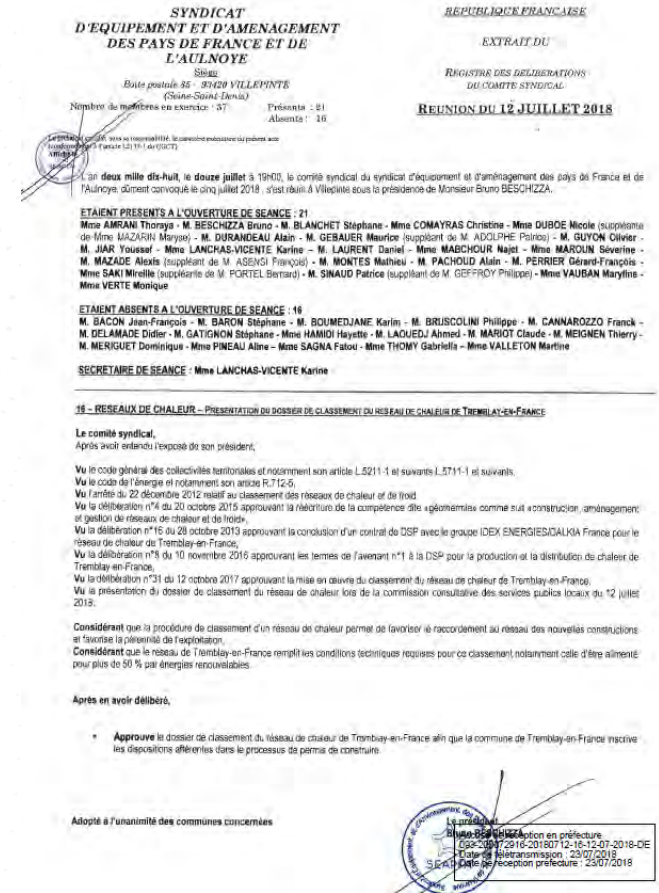 SYNDICAT
D'EQUIPEMENT ET D'AMENAGEMENT
DES PAYS DE FRANCE ET DE
L'AULNOYE
Siège
Boite postale 85 - 93420 VILLEPINTE
(Seine-Saint-Denis)
Nombre de membres en exercice : 37 Présents : 21
Absents : 16
REPUBLIQUE FRANCAISE
EXTRAIT DU
REGISTRE DES DELIBERATIONS
DU COMITE SYNDICAL
REUNION DU 12 JUILLET 2018
L'an deux mille dix-huit, le douze juillet à 19h00, le comité syndical du syndicat d'équipement et d'aménagement des pays de France et de
l'Aulnoye, dûment convoqué le cinq juillet 2018, s'est réuni à Villepinte sous la présidence de Monsieur Bruno BESCHIZZA.
ETAIENT PRESENTS A L'OUVERTURE DE SEANCE : 21
Mme AMRANI Thoraya - M. BESCHIZZA Bruno - M. BLANCHET Stéphane - Mme COMAYRAS Christine - Mme DUBOE Nicole (suppléante
de Mme MAZARIN Maryse) - M. DURANDEAU Alain - M. GEBAUER Maurice (suppléant de M. ADOLPHE Patrice) - M. GUYON Olivier -
M. JIAR Youssef - Mme LANCHAS-VICENTE Karine – M. LAURENT Daniel - Mme MABCHOUR Najet - Mme MAROUN Séverine -
M. MAZADE Alexis (suppléant de M. ASENSI François) - M. MONTES Mathieu - M. PACHOUD Alain - M. PERRIER Gérard-François -
Mme SAKI Mireille (suppléante de M. PORTEL Bernard) - M. SINAUD Patrice (suppléant de M. GEFFROY Philippe) - Mme VAUBAN Maryline -
Mme VERTE Monique
ETAIENT ABSENTS A L'OUVERTURE DE SEANCE : 16
M. BACON Jean-François - M. BARON Stéphane - M. BOUMEDJANE Karim – M. BRUSCOLINI Philippe - M. CANNAROZZO Franck -
M. DELAMADE Didier - M. GATIGNON Stéphane - Mme HAMIDI Hayette - M. LAOUEDJ Ahmed - M. MARIOT Claude - M. MEIGNEN Thierry -
M. MERIGUET Dominique - Mme PINEAU Aline – Mme SAGNA Fatou - Mme THOMY Gabriella – Mme VALLETON Martine
SECRETAIRE DE SEANCE : Mme LANCHAS-VICENTE Karine
16 – RESEAUX DE CHALEUR – PRESENTATION DU DOSSIER DE CLASSEMENT DU RESEAU DE CHALEUR DE TREMBLAY-EN-FRANCE
Le comité syndical,
Après avoir entendu l'exposé de son président,
Vu le code général des collectivités territoriales et notamment son article L.5211-1 et suivants L.5711-1 et suivants,
Vu le code de l'énergie et notamment son article R.712-5,
Vu l'arrêté du 22 décembre 2012 relatif au classement des réseaux de chaleur et de froid
Vu la délibération n°4 du 20 octobre 2015 approuvant la réécriture de la compétence dite «géothermie» comme suit «construction, aménagement
et gestion de réseaux de chaleur et de froid»,
Vu la délibération n°16 du 28 octobre 2013 approuvant la conclusion d'un contrat de DSP avec le groupe IDEX ENERGIES/DALKIA France pour le
réseau de chaleur de Tremblay-en-France,
Vu la délibération n°8 du 10 novembre 2016 approuvant les termes de l'avenant n°1 à la DSP pour la production et la distribution de chaleur de
Tremblay-en-France,
Vu la délibération n°31 du 12 octobre 2017 approuvant la mise en œuvre du classement du réseau de chaleur de Tremblay-en-France,
Vu la présentation du dossier de classement du réseau de chaleur lors de la commission consultative des services publics locaux du 12 juillet
2018.
Considérant que la procédure de classement d'un réseau de chaleur permet de favoriser le raccordement au réseau des nouvelles constructions
et favorise la pérennité de l'exploitation,
Considérant que le réseau de Tremblay-en-France remplit les conditions techniques requises pour ce classement notamment celle d'être alimenté
pour plus de 50 % par énergies renouvelables.
Après en avoir délibéré,
• Approuve le dossier de classement du réseau de chaleur de Tremblay-en-France afin que la commune de Tremblay-en-France inscrive
les dispositions afférentes dans le processus de permis de construire.
Adopté à l'unanimité des communes concernées
Le président
Bruno BESCHIZZA
réception en préfecture
093-200072916-20180712-16-12-07-2018-DE
Date de télétransmission : 23/07/2018
Date de réception préfecture : 23/07/2018